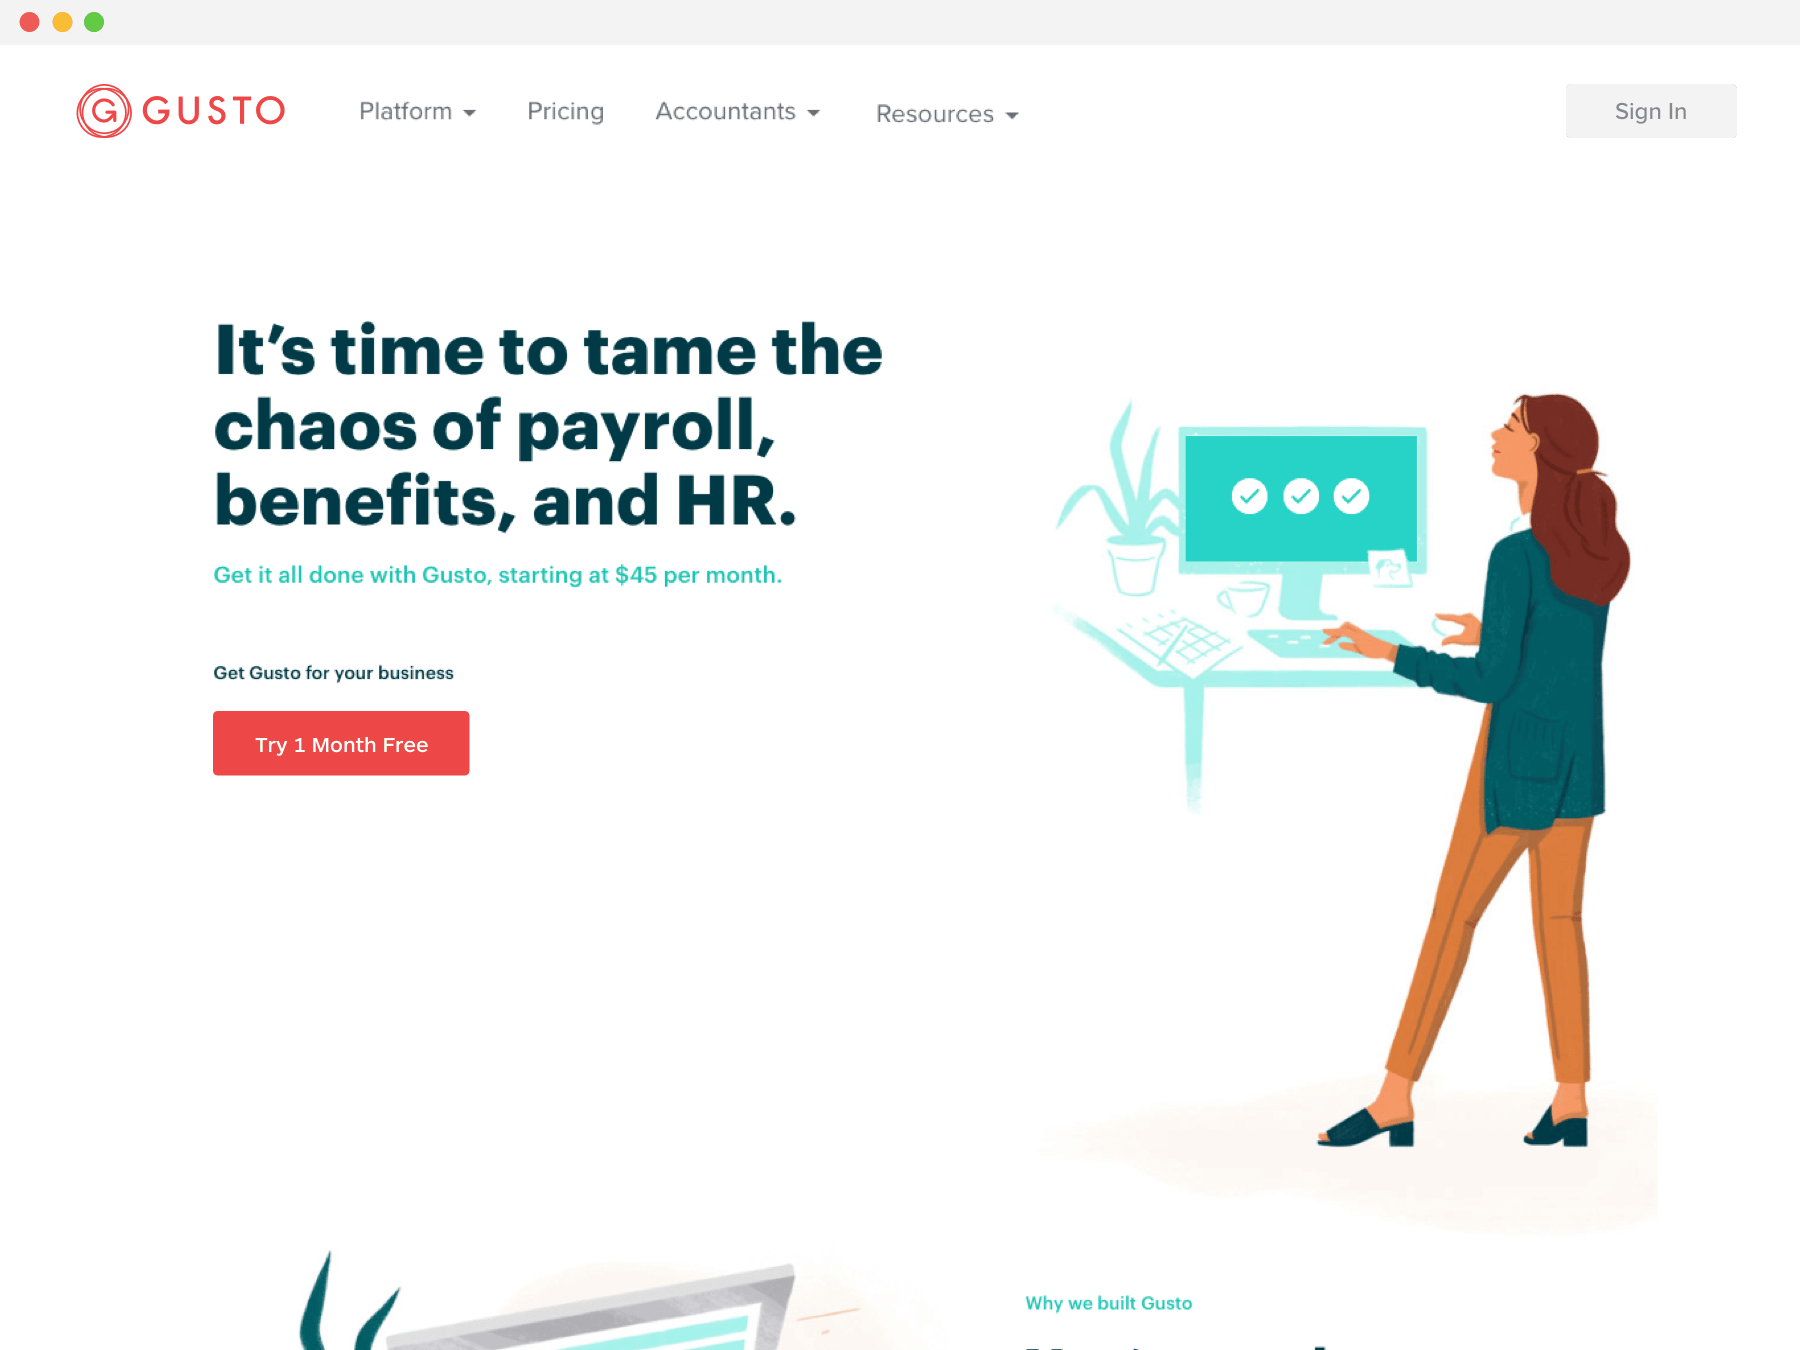 GUSTO
Platform
Pricing
Accountants
Resources
Sign In
It’s time to tame the
chaos of payroll,
benefits, and HR.
Get it all done with Gusto, starting at $45 per month.
Get Gusto for your business
Try 1 Month Free
Why we built Gusto